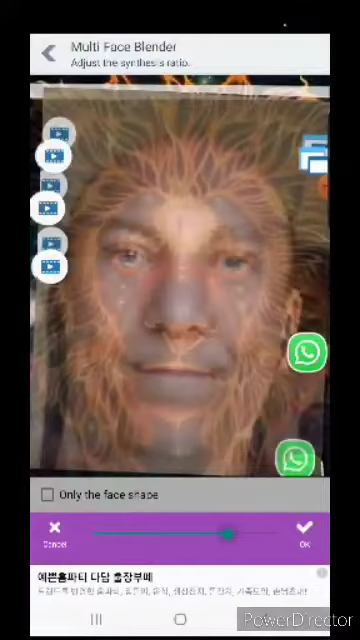 Multi Face Blender
Adjust the synthesis ratio.
Only the face shape
Cancel
OK
예쁜홈파티 다담 출장부페
PowerDirector